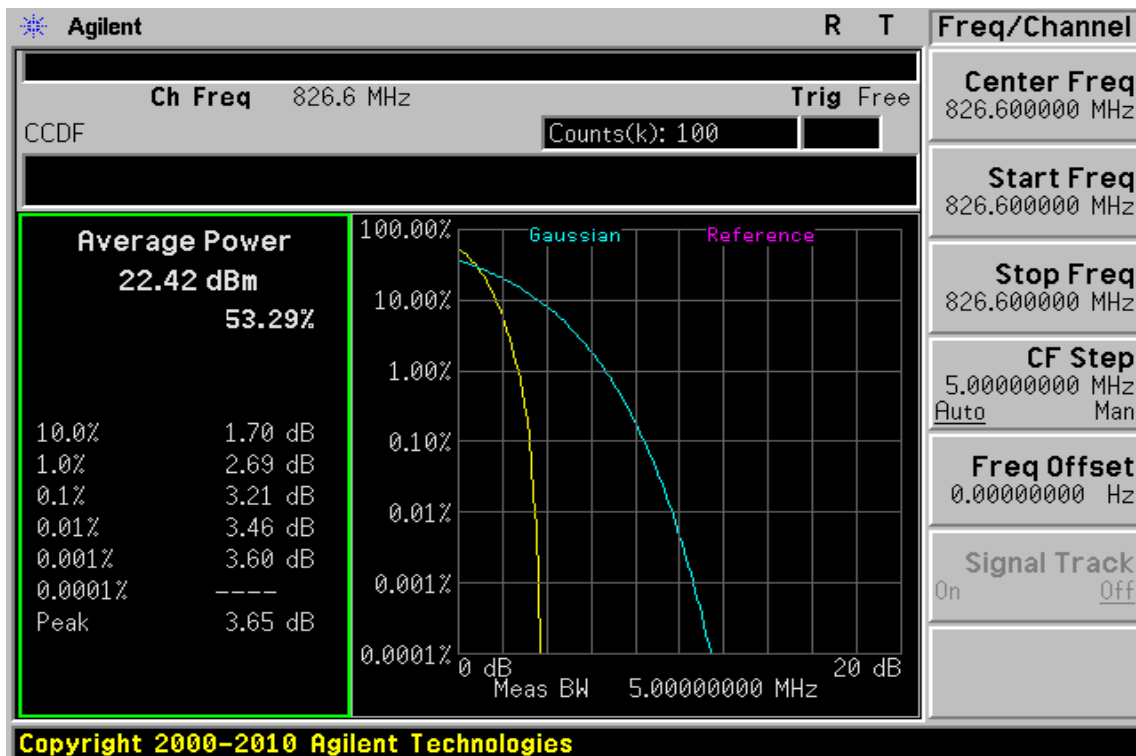 Agilent R T
Ch Freq 826.6 MHz Trig Free
CCDF Counts(k): 100
Average Power
22.42 dBm
53.29%
10.0% 1.70 dB
1.0% 2.69 dB
0.1% 3.21 dB
0.01% 3.46 dB
0.001% 3.60 dB
0.0001% ----
Peak 3.65 dB
Gaussian Reference
100.00%
10.00%
1.00%
0.10%
0.01%
0.001%
0.0001%
0 dB 20 dB
Meas BW 5.00000000 MHz
Freq/Channel
Center Freq
826.600000 MHz
Start Freq
826.600000 MHz
Stop Freq
826.600000 MHz
CF Step
5.00000000 MHz
Auto Man
Freq Offset
0.00000000 Hz
Signal Track
On Off
Copyright 2000-2010 Agilent Technologies